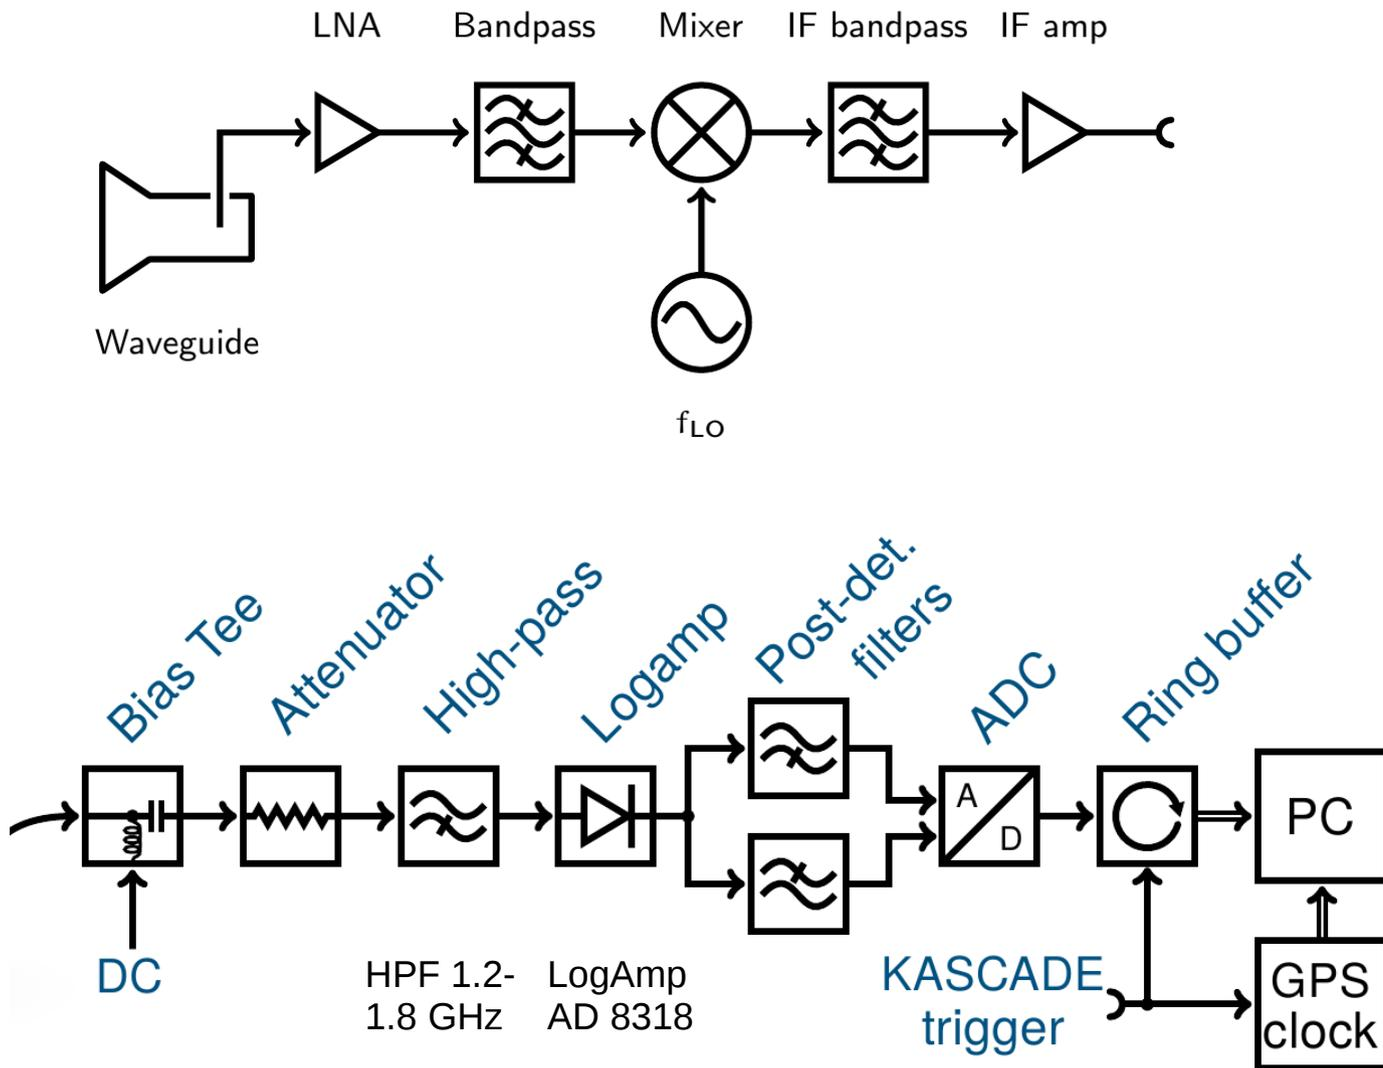 LNA
Bandpass
Mixer
IF bandpass
IF amp
Waveguide
fLO
Bias Tee
Attenuator
High-pass
Logamp
Post-det.
filters
ADC
Ring buffer
A
D
PC
DC
HPF 1.2-
1.8 GHz
LogAmp
AD 8318
KASCADE
trigger
GPS
clock